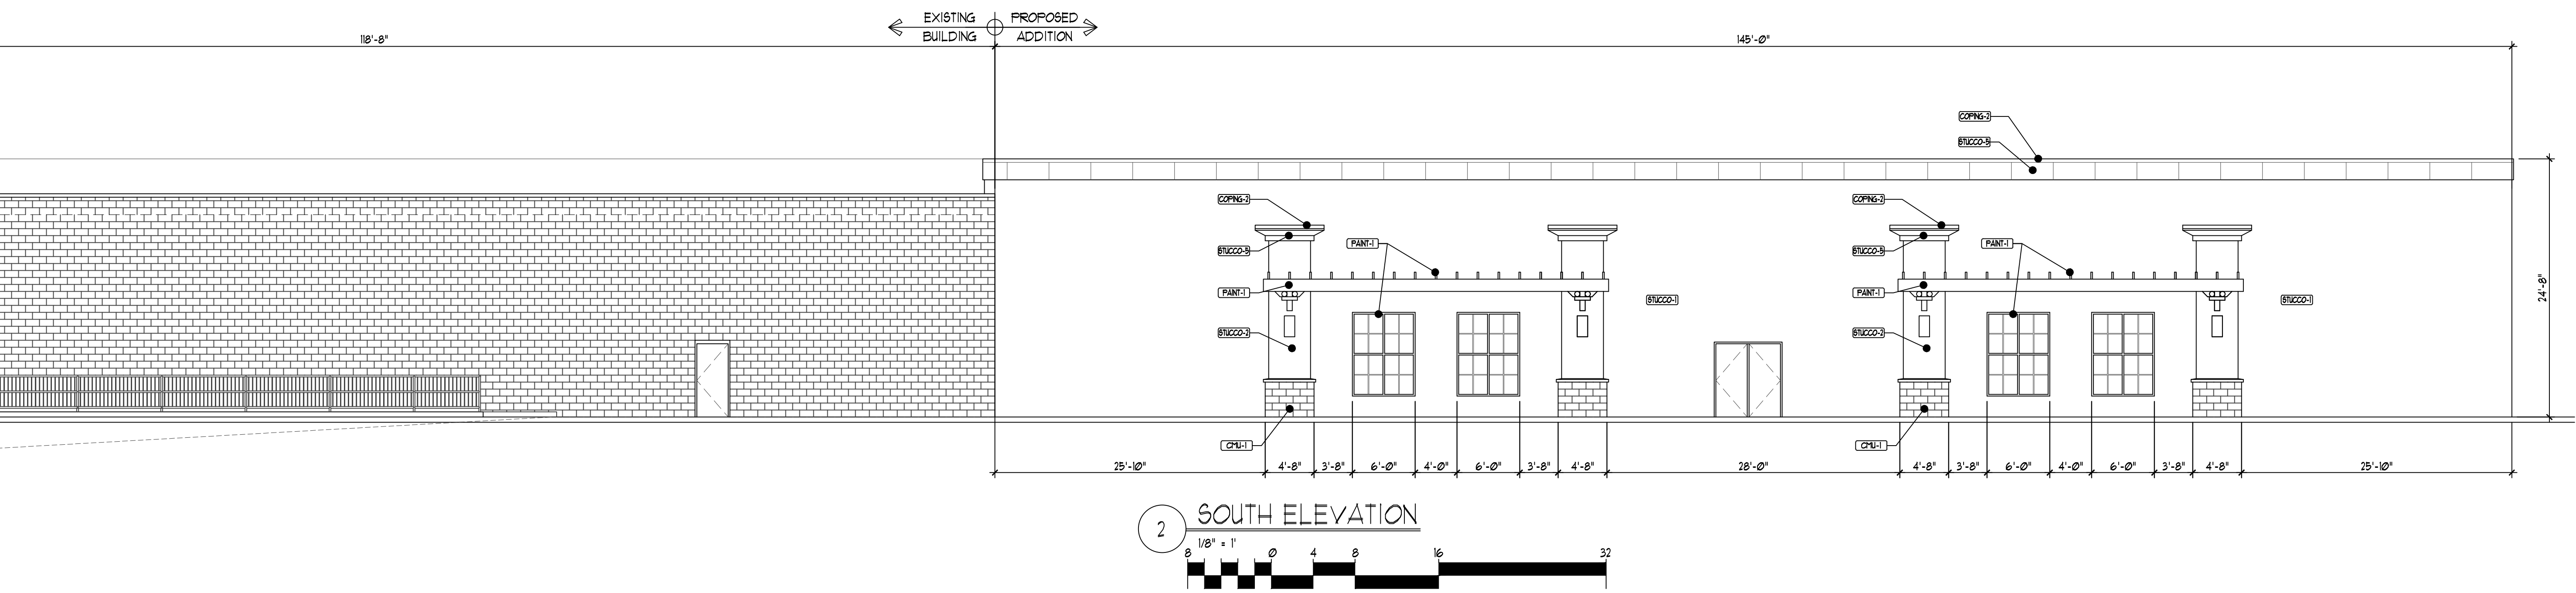 EXISTING PROPOSED
BUILDING ADDITION
118'-8"
145'-0"
COPING-2
STUCCO-5
COPING-2
COPING-2
STUCCO-5
PAINT-1
STUCCO-5
PAINT-1
24'-8"
PAINT-1
STUCCO-1
PAINT-1
STUCCO-1
STUCCO-2
STUCCO-2
CMU-1
CMU-1
25'-10" 4'-8" 3'-8" 6'-0" 4'-0" 6'-0" 3'-8" 4'-8" 28'-0" 4'-8" 3'-8" 6'-0" 4'-0" 6'-0" 3'-8" 4'-8" 25'-10"
2 SOUTH ELEVATION
1/8" = 1'
8 0 4 8 16 32